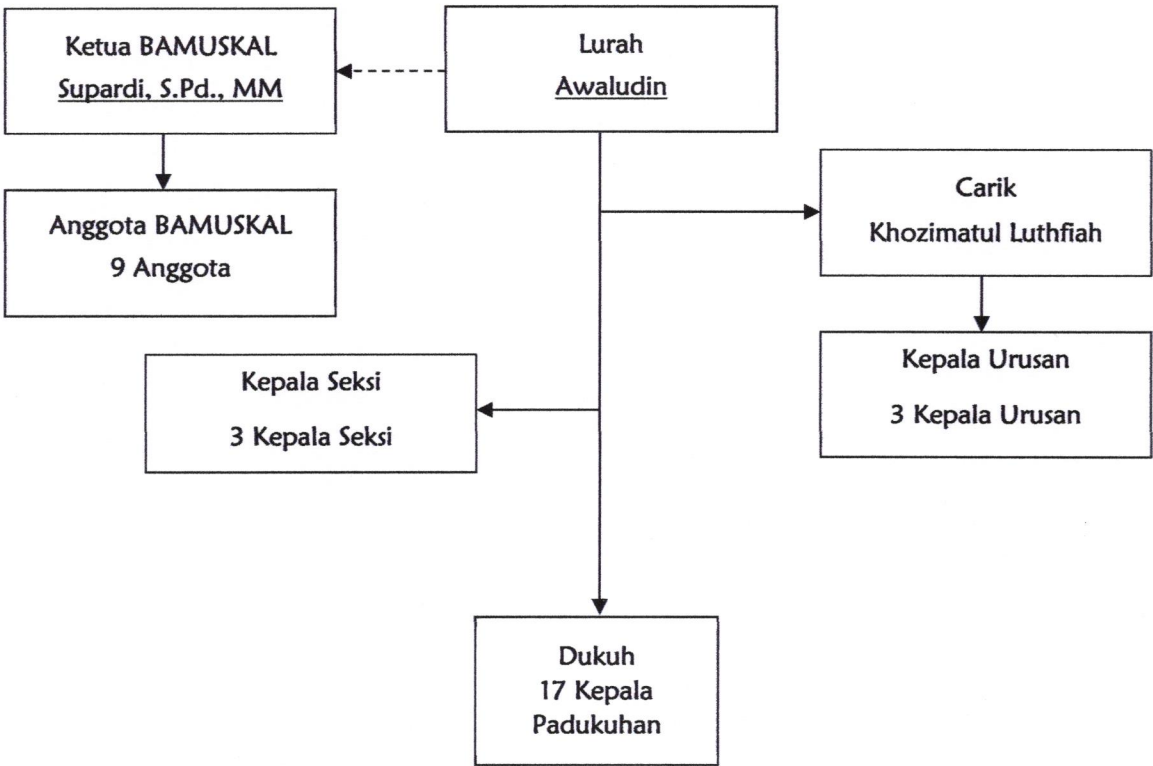 Ketua BAMUSKAL
Supardi, S.Pd., MM
Lurah
Awaludin
Anggota BAMUSKAL
9 Anggota
Carik
Khozimatul Luthfiah
Kepala Seksi
3 Kepala Seksi
Kepala Urusan
3 Kepala Urusan
Dukuh
17 Kepala
Padukuhan